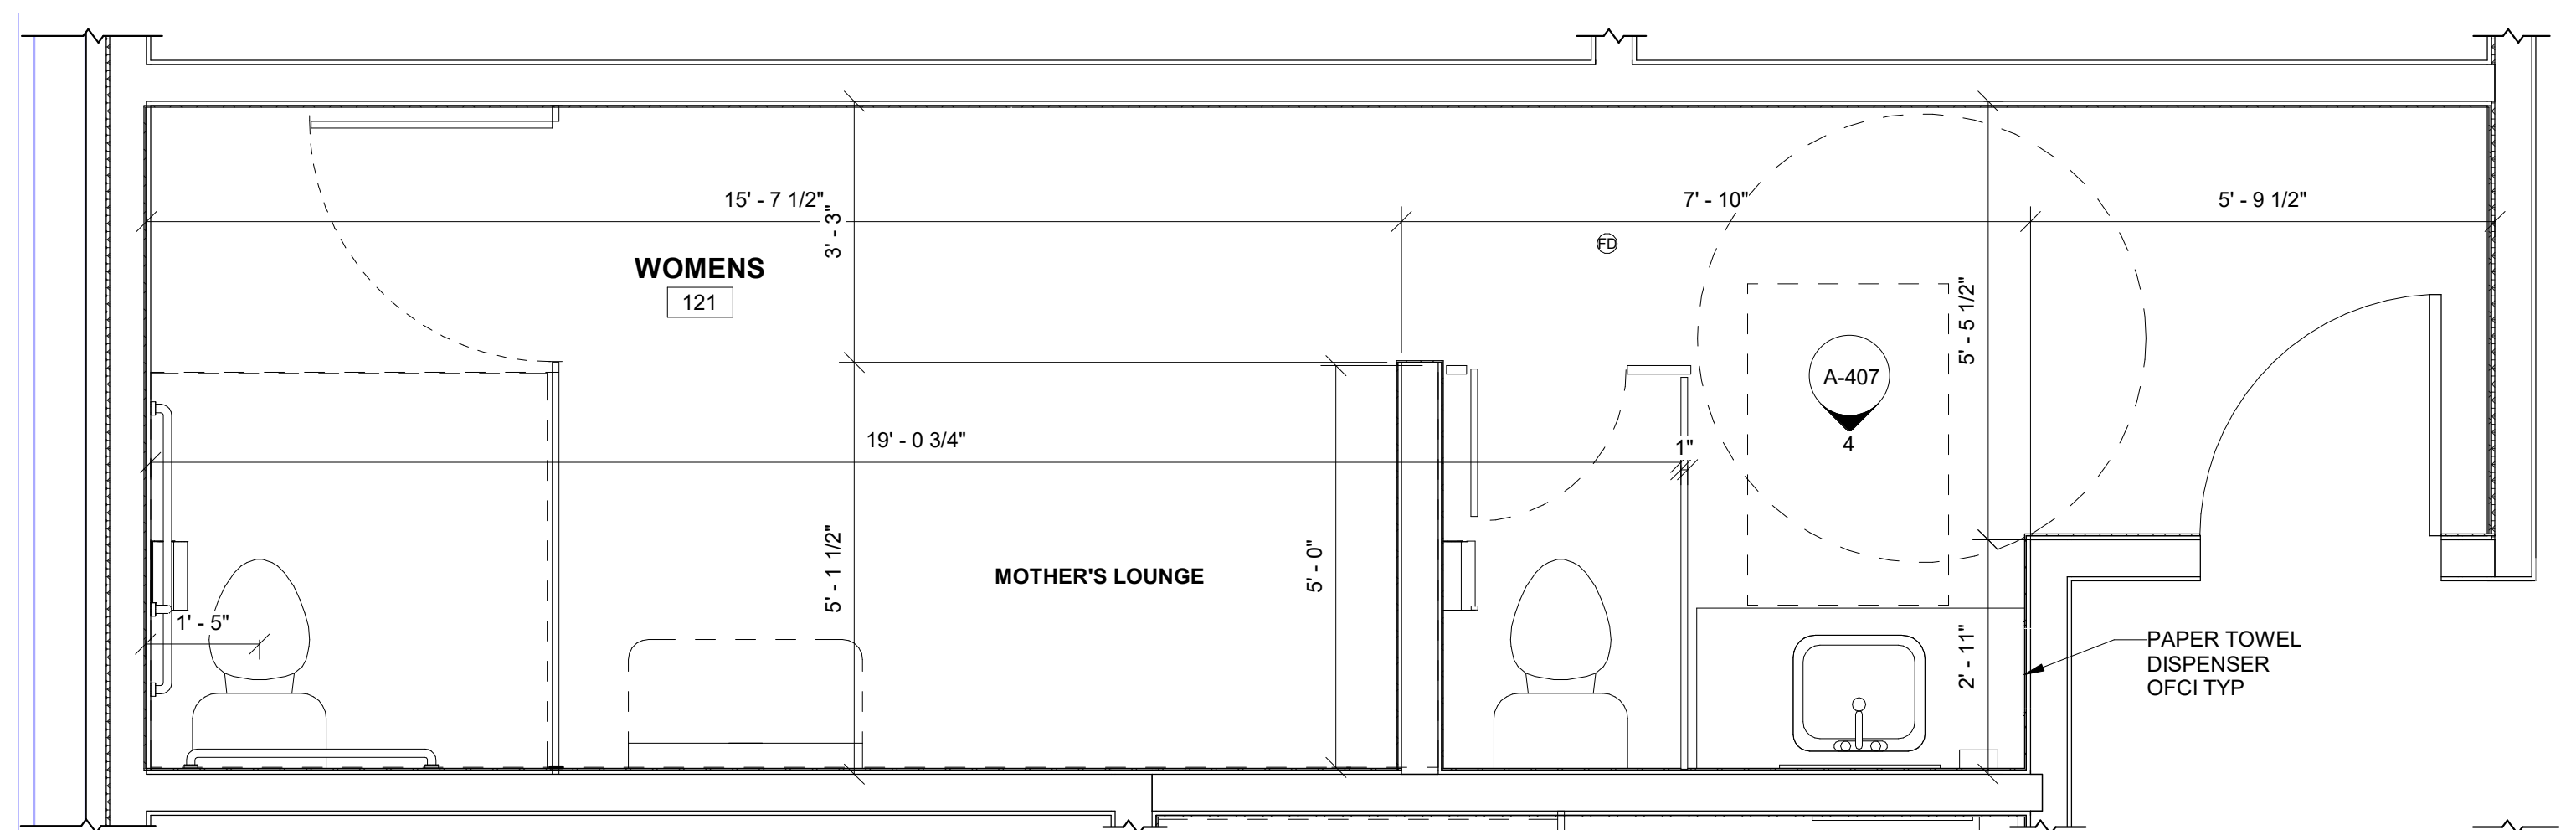 15' - 7 1/2"
7' - 10"
5' - 9 1/2"
3' - 3"
FD
WOMENS
121
5' - 5 1/2"
A-407
4
19' - 0 3/4"
1"
5' - 1 1/2"
MOTHER'S LOUNGE
5' - 0"
1' - 5"
2' - 11"
PAPER TOWEL
DISPENSER
OFCI TYP